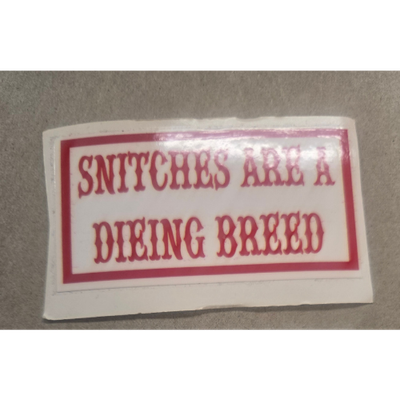 SNITCHES ARE A
DIEING BREED